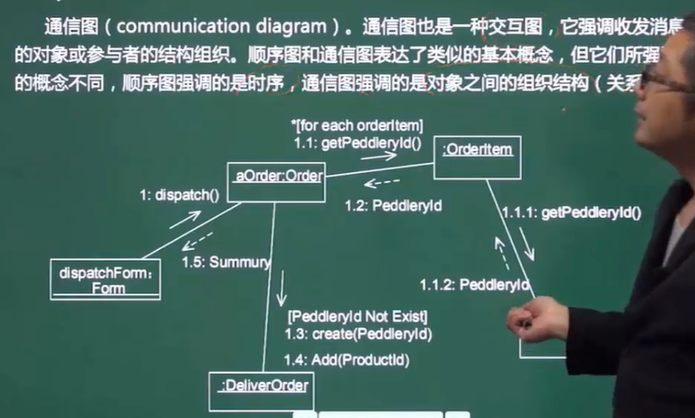 通信图（communication diagram）。通信图也是一种交互图，它强调收发消息
的对象或参与者的结构组织。顺序图和通信图表达了类似的基本概念，但它们所强
的概念不同，顺序图强调的是时序，通信图强调的是对象之间的组织结构（关系
*[for each orderItem]
1.1: getPeddleryId()
:OrderItem
aOrder:Order
1: dispatch()
1.2: PeddleryId
1.1.1: getPeddleryId()
1.5: Summury
dispatchForm:
Form
1.1.2: PeddleryId
[PeddleryId Not Exist]
1.3: create(PeddleryId)
1.4: Add(ProductId)
:DeliverOrder